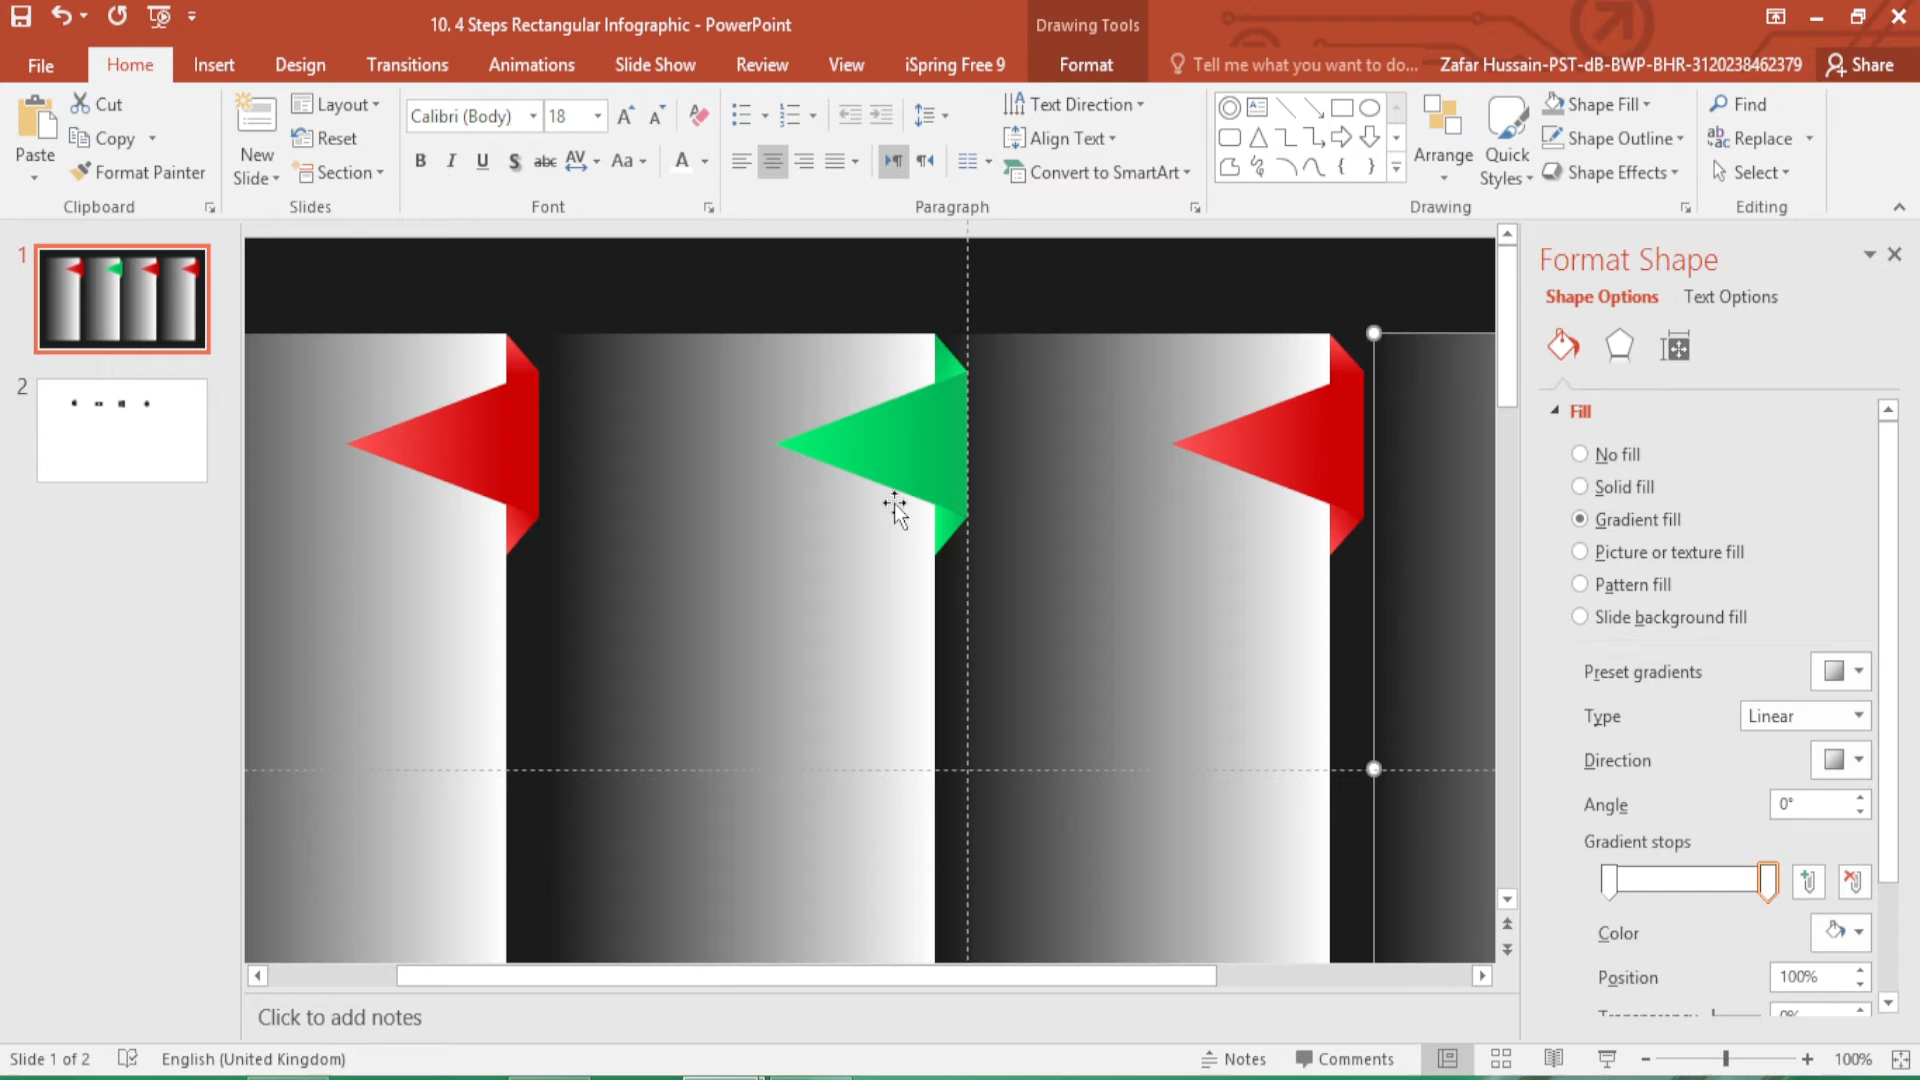 10. 4 Steps Rectangular Infographic - PowerPoint
Drawing Tools
File
Home
Insert
Design
Transitions
Animations
Slide Show
Review
View
iSpring Free 9
Format
Tell me what you want to do...
Zafar Hussain-PST-dB-BWP-BHR-3120238462379
Share
Paste
Cut
Copy
Format Painter
Clipboard
New
Slide
Layout
Reset
Section
Slides
Calibri (Body)
18
B I U S abc AV Aa A
Font
Text Direction
Align Text
Convert to SmartArt
Paragraph
Arrange
Quick
Styles
Shape Fill
Shape Outline
Shape Effects
Drawing
Find
Replace
Select
Editing
1
2
Format Shape
Shape Options
Text Options
Fill
No fill
Solid fill
Gradient fill
Picture or texture fill
Pattern fill
Slide background fill
Preset gradients
Type
Linear
Direction
Angle
0°
Gradient stops
Color
Position
100%
Transparency
0%
Click to add notes
Slide 1 of 2
English (United Kingdom)
Notes
Comments
100%